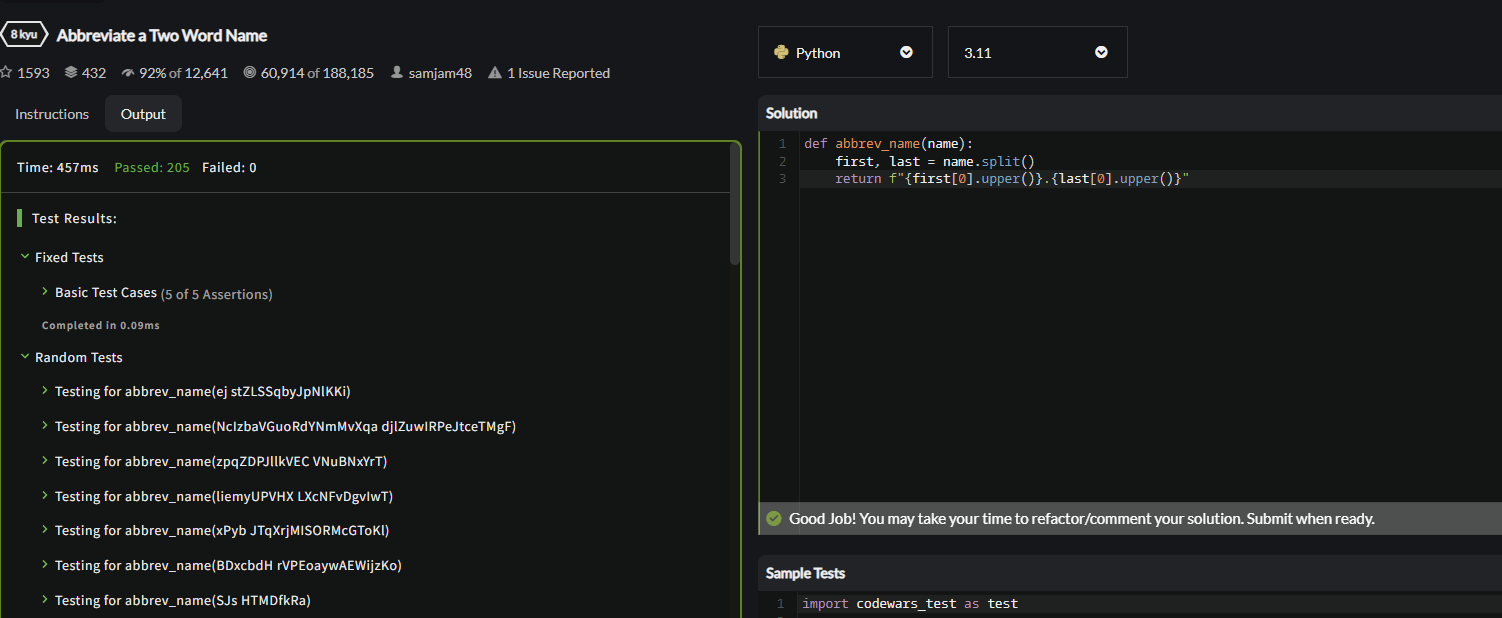 8 kyu Abbreviate a Two Word Name
1593 432 92% of 12,641 60,914 of 188,185 samjam48 1 Issue Reported
Instructions Output
Time: 457ms Passed: 205 Failed: 0
Test Results:
Fixed Tests
Basic Test Cases (5 of 5 Assertions)
Completed in 0.09ms
Random Tests
Testing for abbrev_name(ej stZLSSqbyJpNlKKi)
Testing for abbrev_name(NcIzbaVGuoRdYNmMvXqa djlZuwIRPeJtceTMgF)
Testing for abbrev_name(zpqZDPJllkVEC VNuBNxYrT)
Testing for abbrev_name(liemyUPVHX LXcNFvDgvIwT)
Testing for abbrev_name(xPyb JTqXrjMISORMcGToKl)
Testing for abbrev_name(BDxcbdH rVPEoaywAEWijzKo)
Testing for abbrev_name(SJs HTMDfkRa)
Python 3.11
Solution
1 def abbrev_name(name):
2 first, last = name.split()
3 return f"{first[0].upper()}.{last[0].upper()}"
Good Job! You may take your time to refactor/comment your solution. Submit when ready.
Sample Tests
1 import codewars_test as test